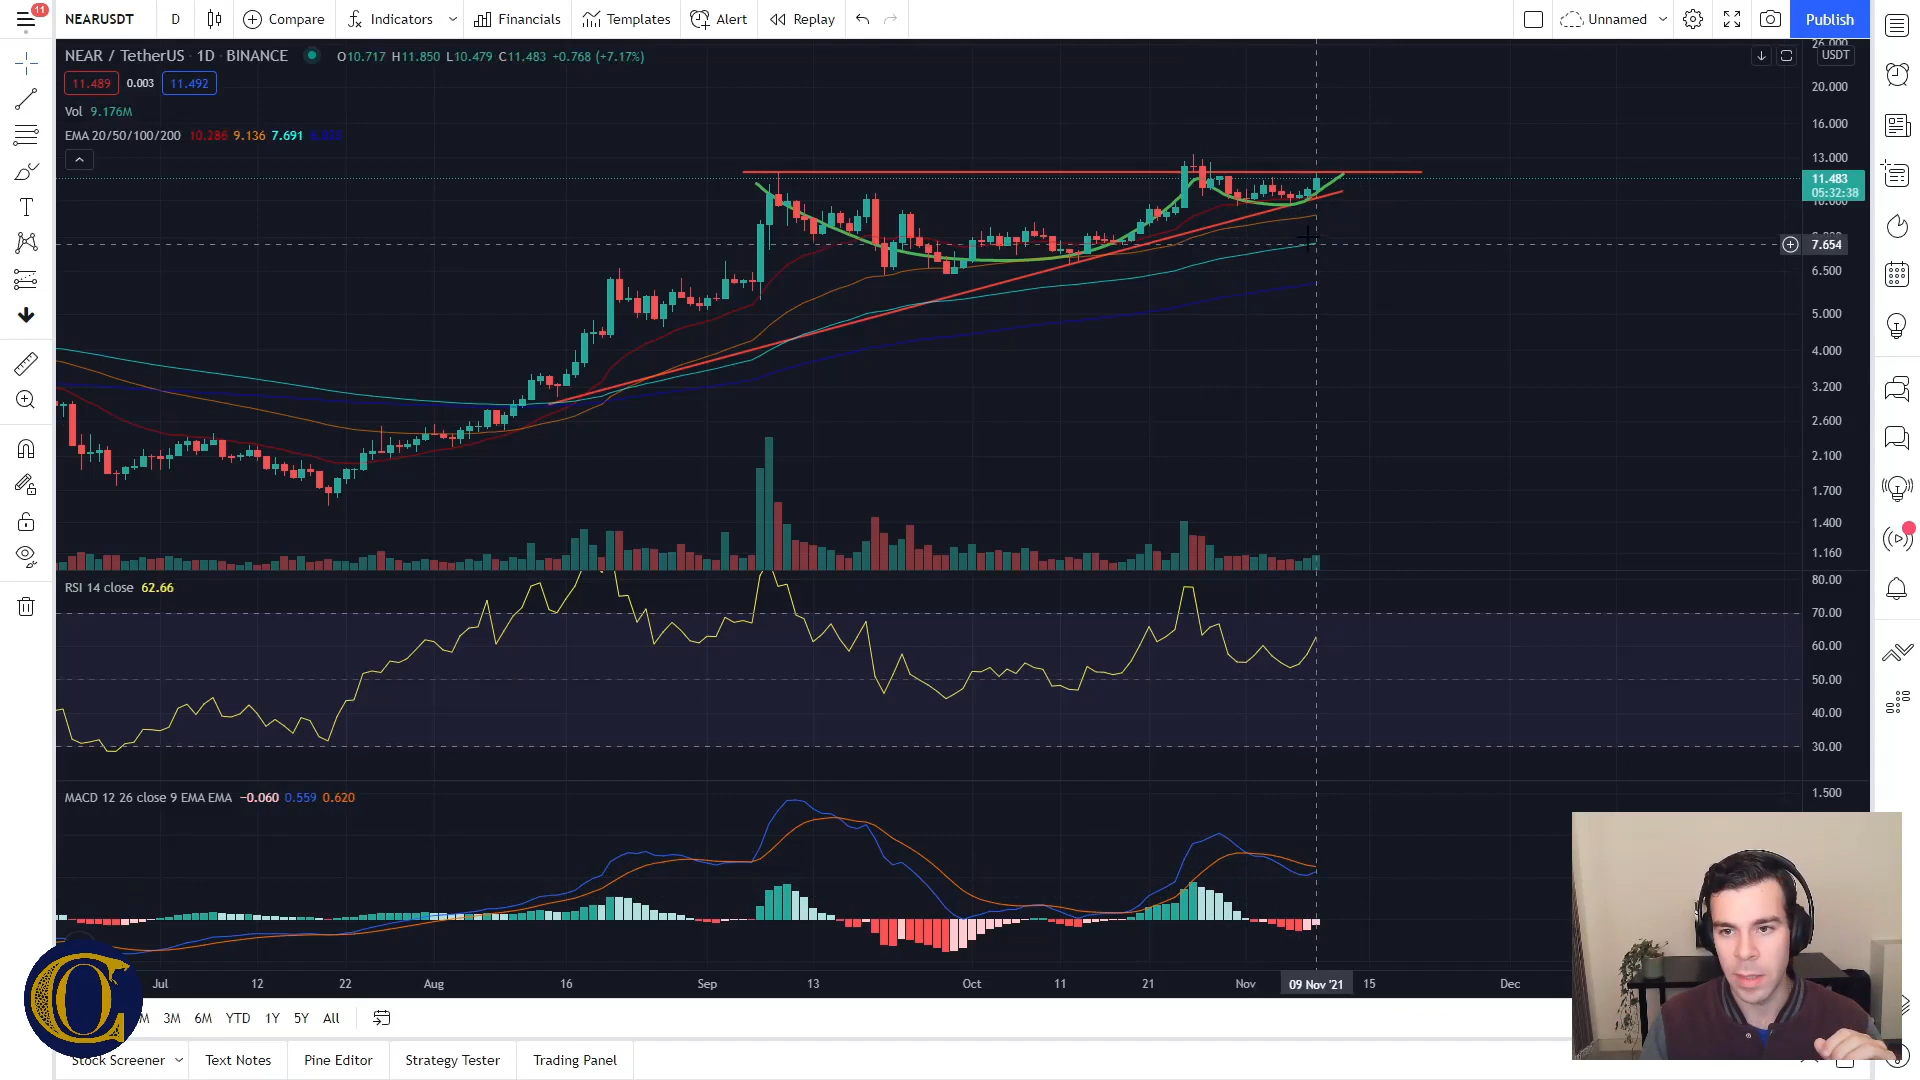 11
NEARUSDT D Compare Indicators Financials Templates Alert Replay Unnamed Publish
NEAR / TetherUS · 1D · BINANCE O10.717 H11.850 L10.479 C11.483 +0.768 (+7.17%)
11.489 0.003 11.492
Vol 9.176M
EMA 20/50/100/200 10.286 9.136 7.691
26.000
USDT
20.000
16.000
13.000
11.483
05:32:38
7.654
6.500
5.000
4.000
3.200
2.600
2.100
1.700
1.400
1.160
RSI 14 close 62.66
80.00
70.00
60.00
50.00
40.00
30.00
MACD 12 26 close 9 EMA EMA −0.060 0.559 0.620
1.500
Jul 12 22 Aug 16 Sep 13 Oct 11 21 Nov 09 Nov '21 15 Dec
M 3M 6M YTD 1Y 5Y All
Stock Screener Text Notes Pine Editor Strategy Tester Trading Panel